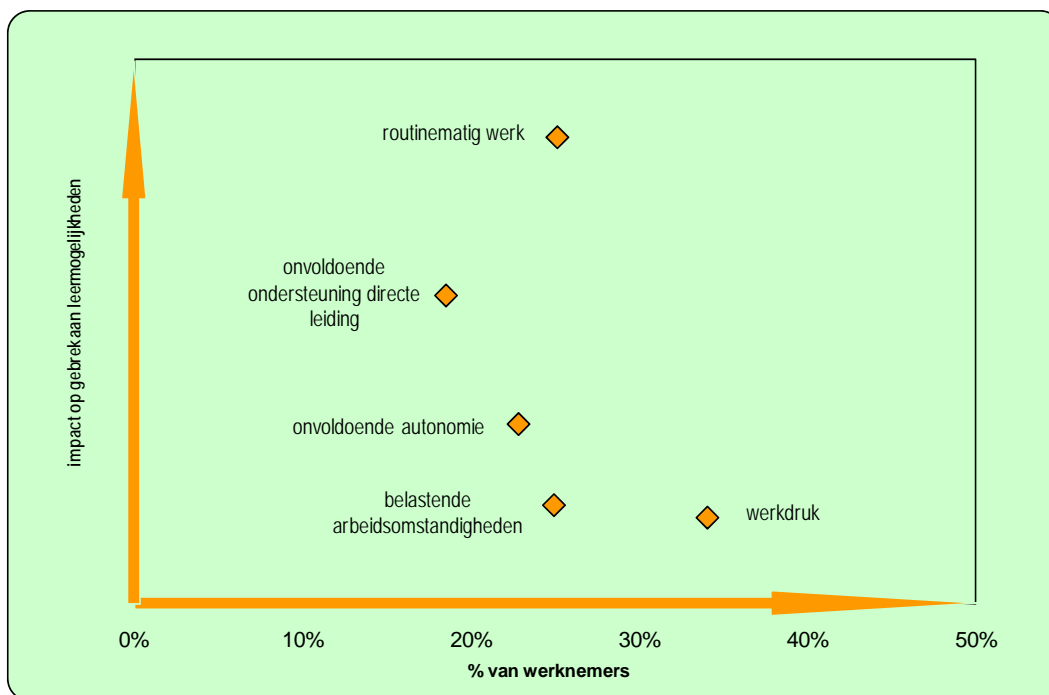 routinematig werk
onvoldoende
ondersteuning directe
leiding
onvoldoende autonomie
belastende
arbeidsomstandigheden
werkdruk
impact op gebrek aan leermogelijkheden
0%
10%
20%
30%
40%
50%
% van werknemers